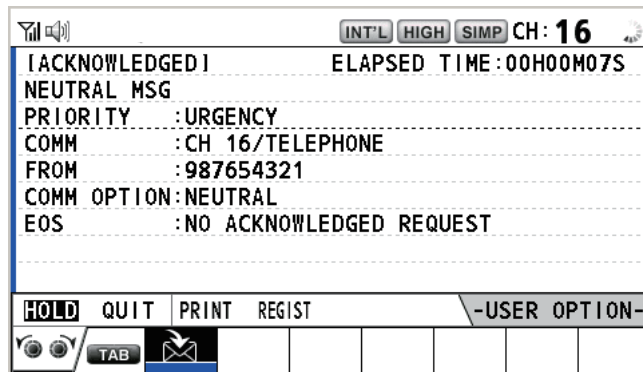 INT'L HIGH SIMP CH: 16
[ACKNOWLEDGED] ELAPSED TIME:00H00M07S
NEUTRAL MSG
PRIORITY :URGENCY
COMM :CH 16/TELEPHONE
FROM :987654321
COMM OPTION:NEUTRAL
EOS :NO ACKNOWLEDGED REQUEST
HOLD QUIT PRINT REGIST -USER OPTION-
TAB